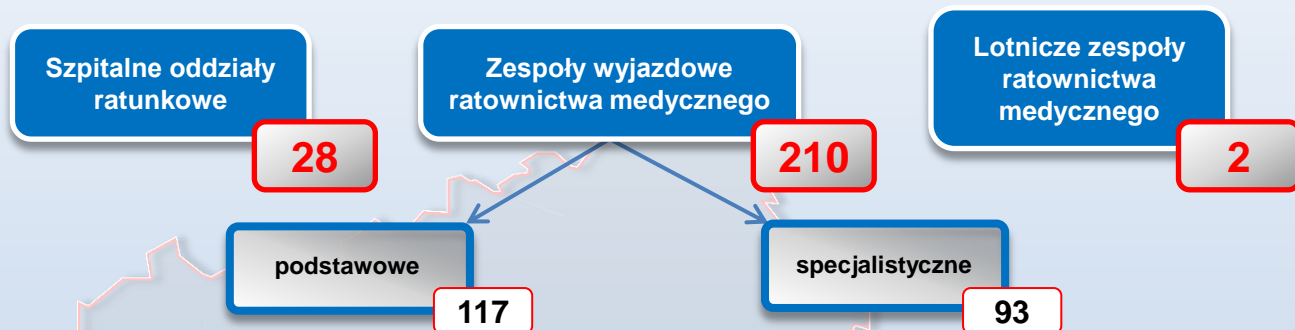 Szpitalne oddziały
ratunkowe
28
Zespoły wyjazdowe
ratownictwa medycznego
210
Lotnicze zespoły
ratownictwa
medycznego
2
podstawowe
117
specjalistyczne
93